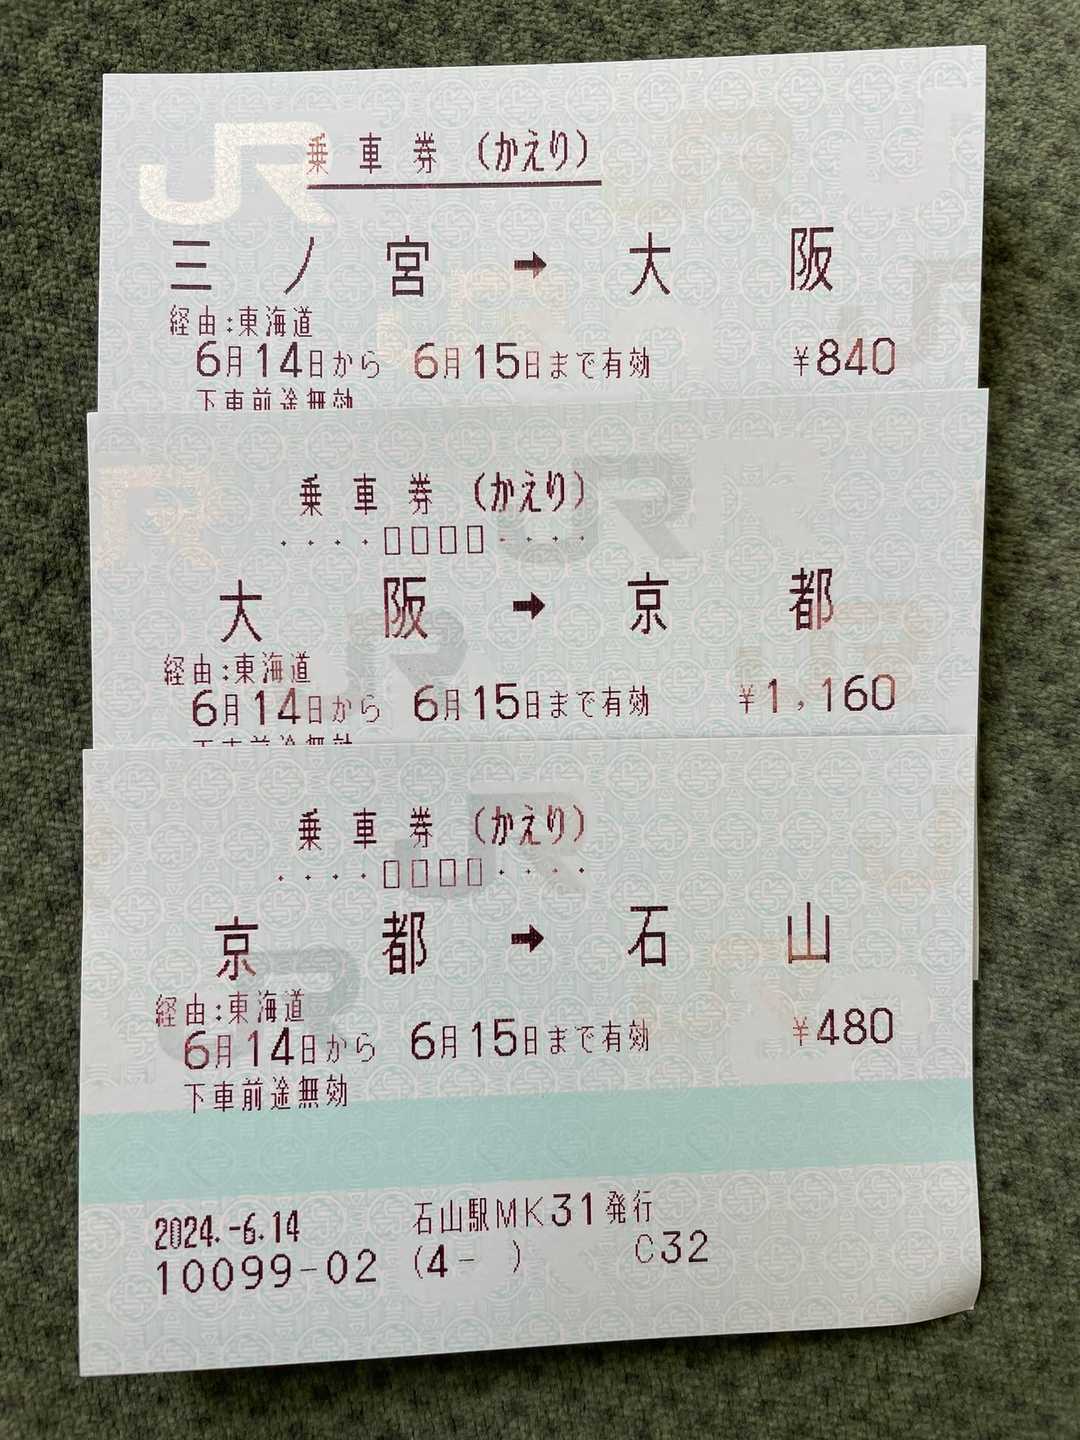 JR
乗車券(かえり)
三ノ宮➡大阪
経由:東海道
6月14日から 6月15日まで有効 ¥840
下車前途無効
乗車券(かえり)
・・・・□□□□・・・・
大阪➡京都
経由:東海道
6月14日から 6月15日まで有効 ¥1,160
下車前途無効
乗車券(かえり)
・・・・□□□□・・・・
京都➡石山
経由:東海道
6月14日から 6月15日まで有効 ¥480
下車前途無効
2024.-6.14 石山駅MK31発行
10099-02 (4- ) C32